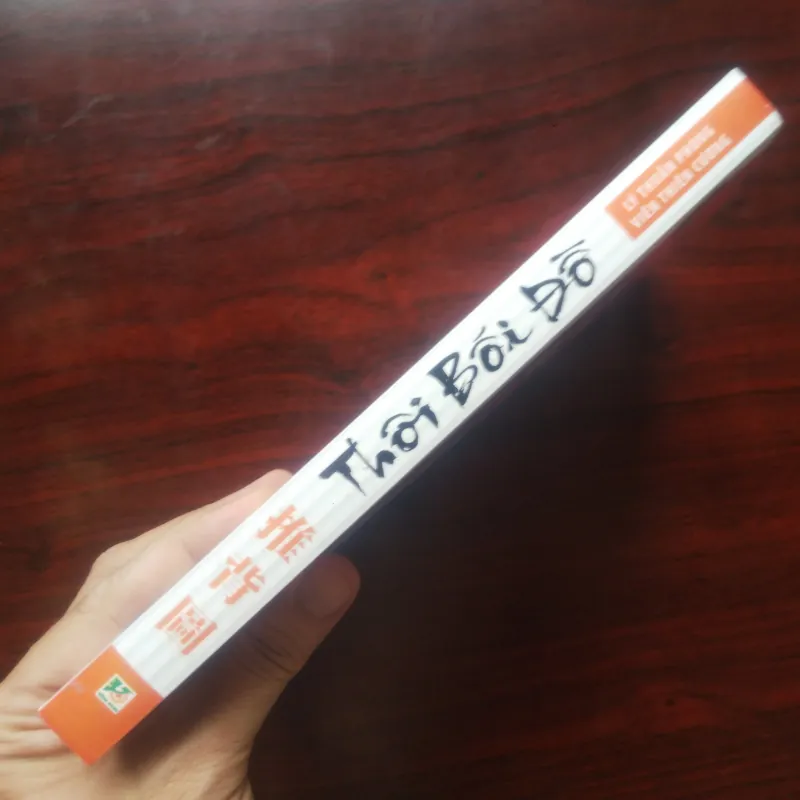 推背圖
Thôi Bối Đồ
LÝ THUẦN PHONG
VIÊN THIÊN CƯƠNG